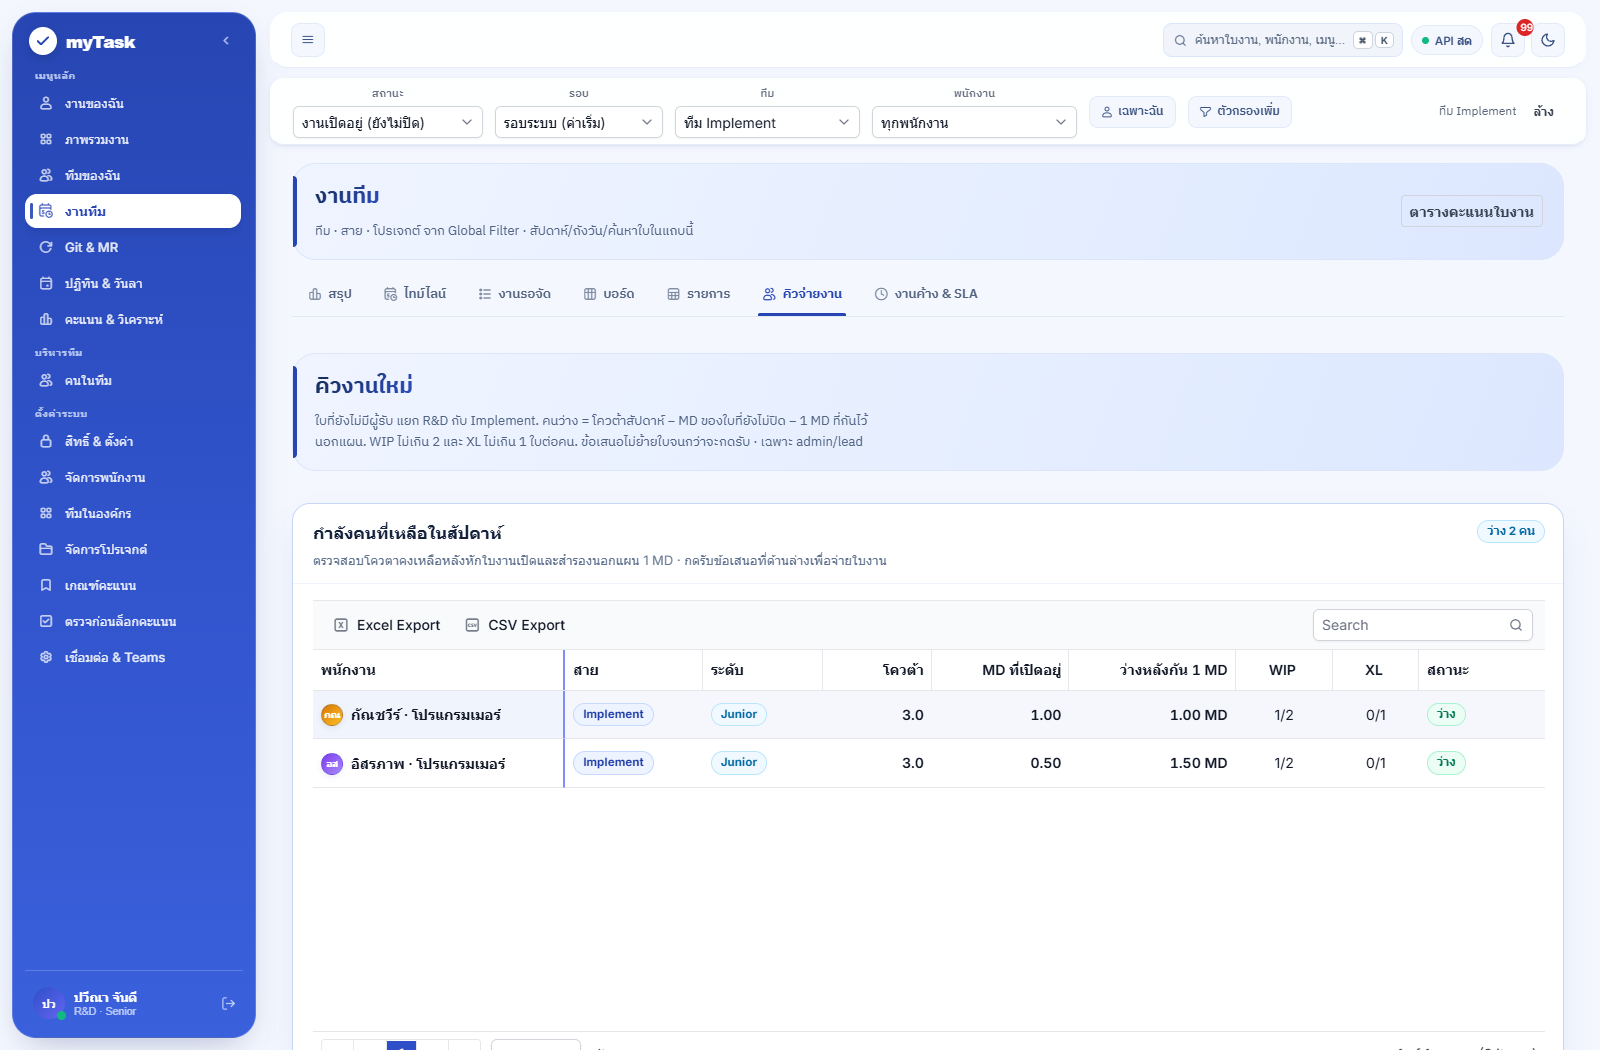 myTask
เมนูหลัก
งานของฉัน
ภาพรวมงาน
ทีมของฉัน
งานทีม
Git & MR
ปฏิทิน & วันลา
คะแนน & วิเคราะห์
บริหารทีม
คนในทีม
ตั้งค่าระบบ
สิทธิ์ & ตั้งค่า
จัดการพนักงาน
ทีมในองค์กร
จัดการโปรเจกต์
เกณฑ์คะแนน
ตรวจก่อนล็อกคะแนน
เชื่อมต่อ & Teams
ปว
ปวีณา จันดี
R&D · Senior
ค้นหาใบงาน, พนักงาน, เมนู... ⌘ K
API สด
99
สถานะ รอบ ทีม พนักงาน
งานเปิดอยู่ (ยังไม่ปิด) รอบระบบ (ค่าเริ่ม) ทีม Implement ทุกพนักงาน เฉพาะฉัน ตัวกรองเพิ่ม ทีม Implement ล้าง
งานทีม
ทีม · สาย · โปรเจกต์ จาก Global Filter · สัปดาห์/ถังวัน/ค้นหาใบในแถบนี้
ตารางคะแนนใบงาน
สรุป ไทม์ไลน์ งานรอจัด บอร์ด รายการ คิวจ่ายงาน งานค้าง & SLA
คิวงานใหม่
ใบที่ยังไม่มีผู้รับ แยก R&D กับ Implement. คนว่าง = โควต้าสัปดาห์ − MD ของใบที่ยังไม่ปิด − 1 MD ที่กันไว้
นอกแผน. WIP ไม่เกิน 2 และ XL ไม่เกิน 1 ใบต่อคน. ข้อเสนอไม่ย้ายใบจนกว่าจะกดรับ · เฉพาะ admin/lead
กำลังคนที่เหลือในสัปดาห์
ว่าง 2 คน
ตรวจสอบโควตาคงเหลือหลังหักใบงานเปิดและสำรองนอกแผน 1 MD · กดรับข้อเสนอที่ด้านล่างเพื่อจ่ายใบงาน
Excel Export CSV Export Search
พนักงาน สาย ระดับ โควต้า MD ที่เปิดอยู่ ว่างหลังกัน 1 MD WIP XL สถานะ
กณ กัณชวีร์ · โปรแกรมเมอร์ Implement Junior 3.0 1.00 1.00 MD 1/2 0/1 ว่าง
อส อิสรภาพ · โปรแกรมเมอร์ Implement Junior 3.0 0.50 1.50 MD 1/2 0/1 ว่าง